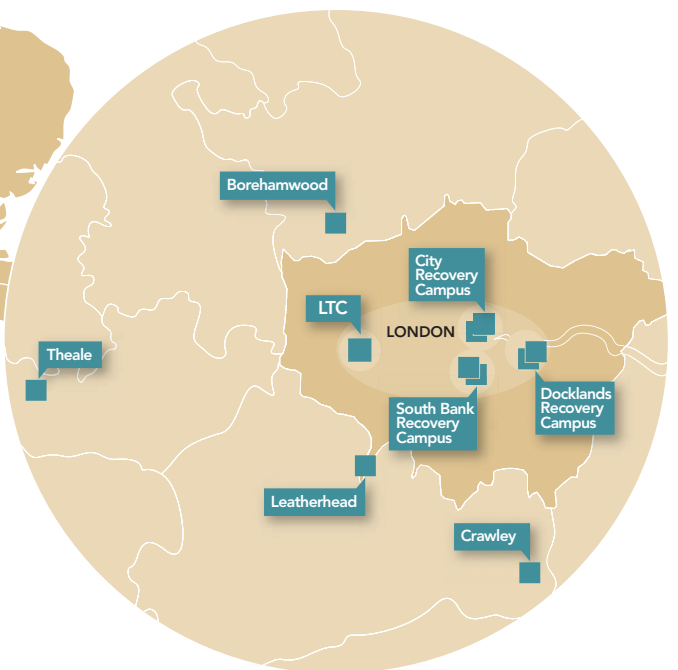 Borehamwood
City
Recovery
Campus
LTC
LONDON
Theale
Docklands
Recovery
Campus
South Bank
Recovery
Campus
Leatherhead
Crawley